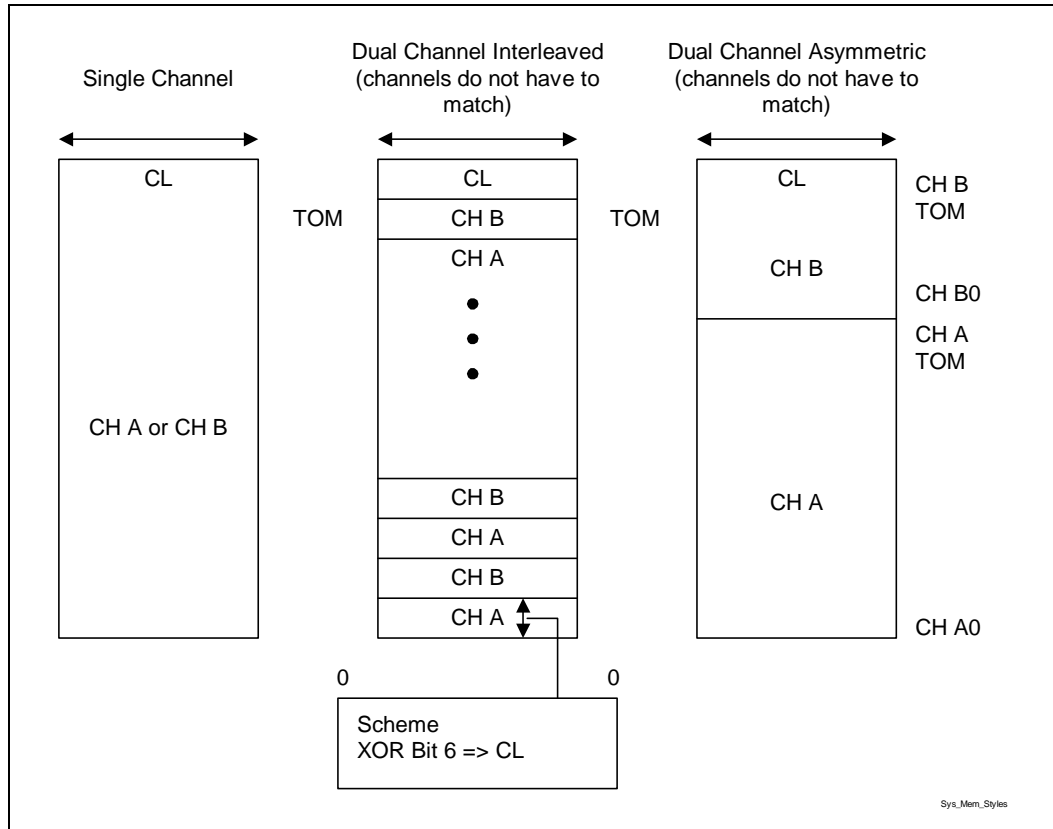 Single Channel
Dual Channel Interleaved
(channels do not have to
match)
Dual Channel Asymmetric
(channels do not have to
match)
CL
CH A or CH B
TOM
CL
CH B
CH A
CH B
CH A
CH B
CH A
TOM
CL
CH B
CH A
CH B
TOM
CH B0
CH A
TOM
CH A0
0
0
Scheme
XOR Bit 6 => CL
Sys_Mem_Styles